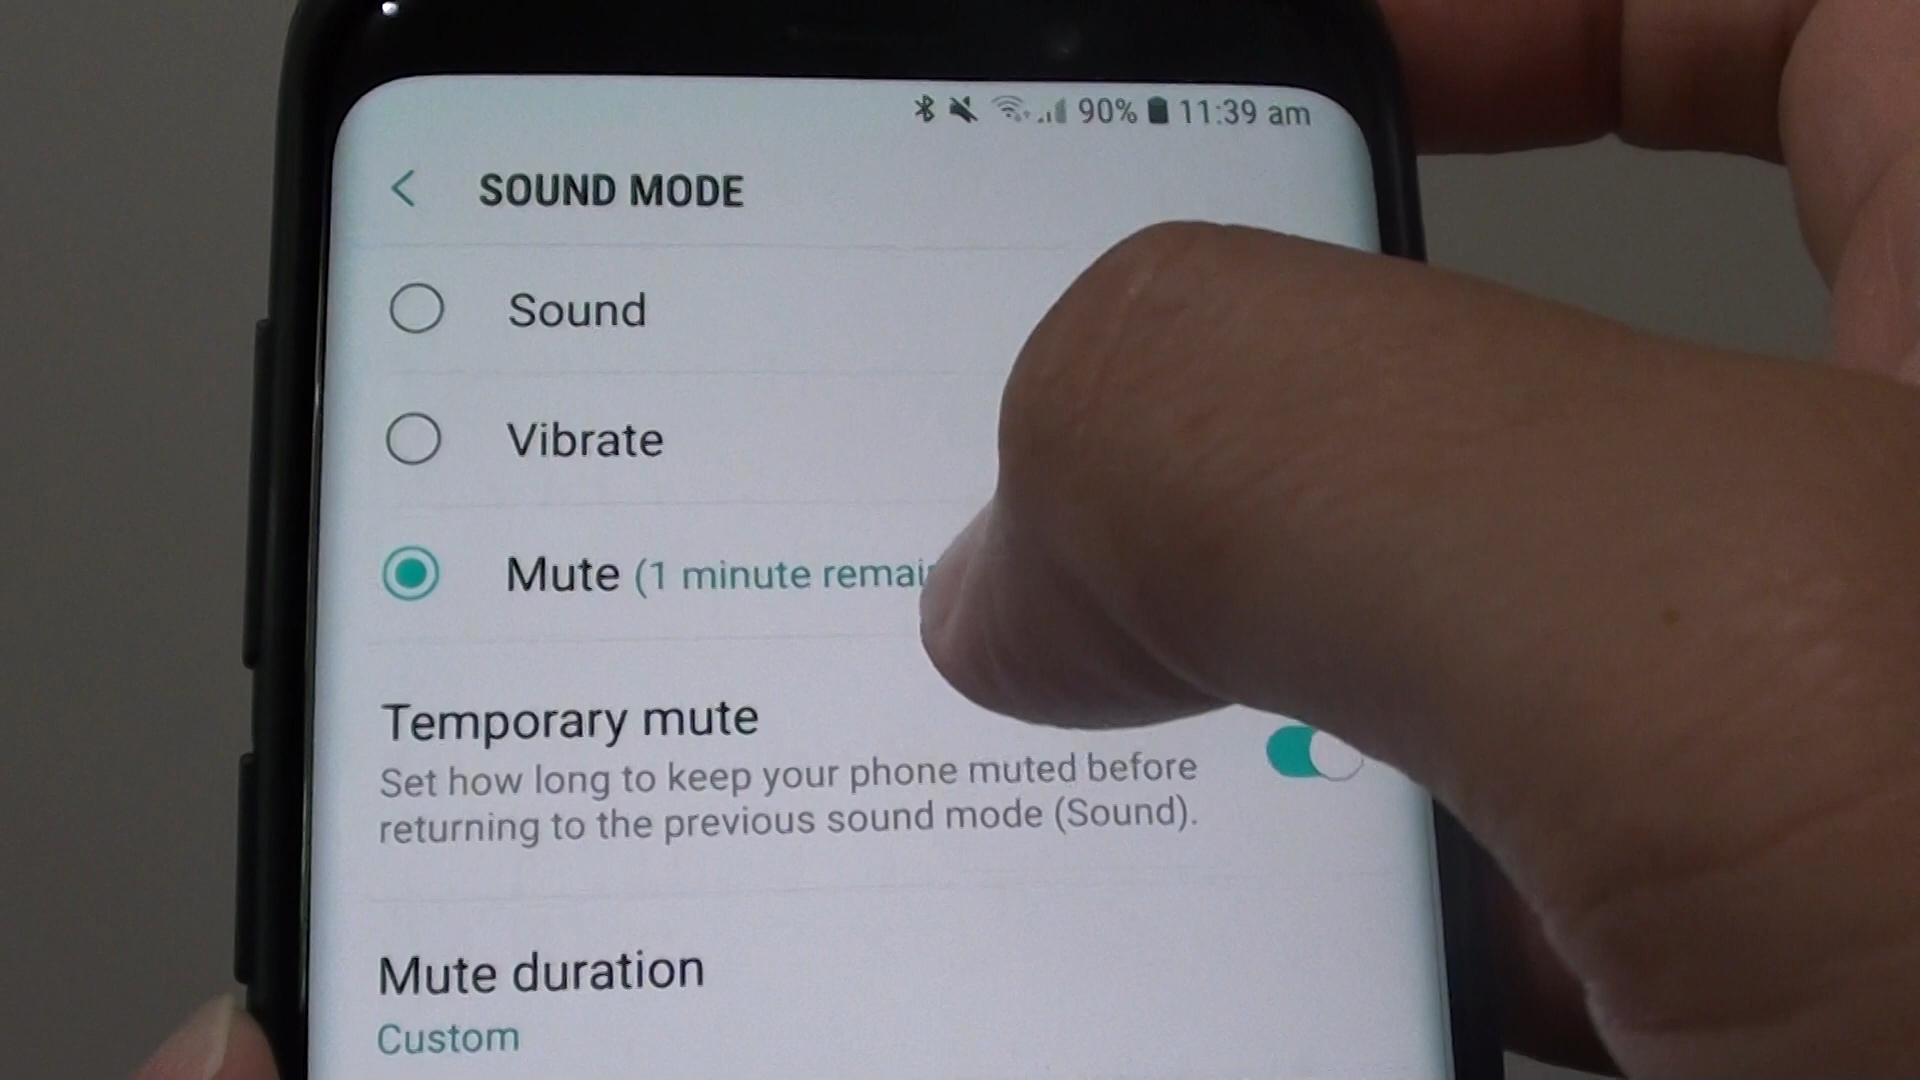 90% 11:39 am
SOUND MODE
Sound
Vibrate
Mute (1 minute
Temporary mute
Set how long to keep your phone muted before
returning to the previous sound mode (Sound).
Mute duration
Custom